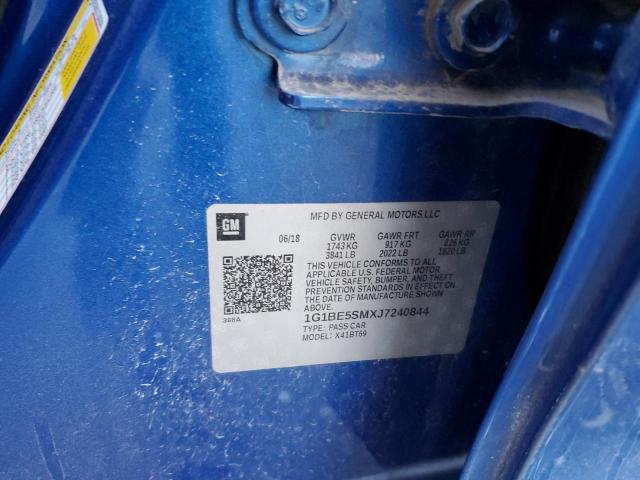 MFD BY GENERAL MOTORS LLC
GM
06/18 GVWR GAWR FRT GAWR RR
1743 KG 917 KG 826 KG
3841 LB 2022 LB 1820 LB
THIS VEHICLE CONFORMS TO ALL
APPLICABLE U.S. FEDERAL MOTOR
VEHICLE SAFETY, BUMPER, AND THEFT
PREVENTION STANDARDS IN EFFECT ON
THE DATE OF MANUFACTURE SHOWN
ABOVE.
1G1BE5SMXJ7240844
368A
TYPE: PASS CAR
MODEL: X41BT69